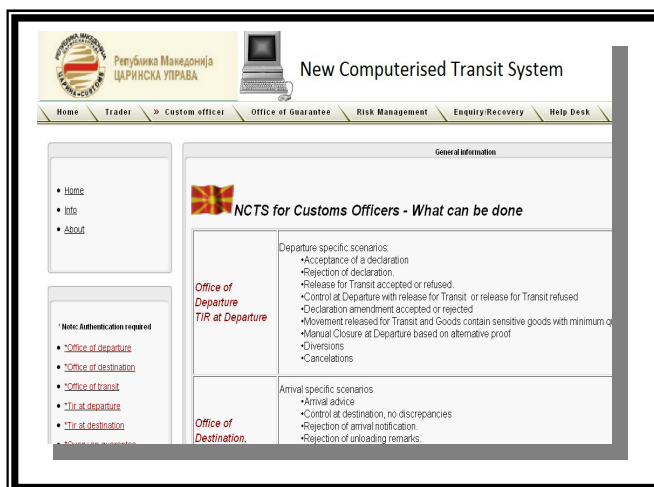 Република Македонија
ЦАРИНСКА УПРАВА
New Computerised Transit System
Home
Trader
» Custom officer
Office of Guarantee
Risk Management
Enquiry/Recovery
Help Desk
General information
• Home
• Info
• About
NCTS for Customs Officers - What can be done
Office of
Departure
TIR at Departure
Departure specific scenarios:
•Acceptance of a declaration
•Rejection of declaration.
•Release for Transit accepted or refused.
•Control at Departure with release for Transit or release for Transit refused
•Declaration amendment accepted or rejected
•Movement released for Transit and Goods contain sensitive goods with minimum
•Manual Closure at Departure based on alternative proof
•Diversions
•Cancelations
* Note: Authentication required
• *Office of departure
• *Office of destination
• *Office of transit
• *Tir at departure
• *Tir at destination
Office of
Destination,
Arrival specific scenarios
•Arrival advice
•Control at destination, no discrepancies
•Rejection of arrival notification.
•Rejection of unloading remarks.